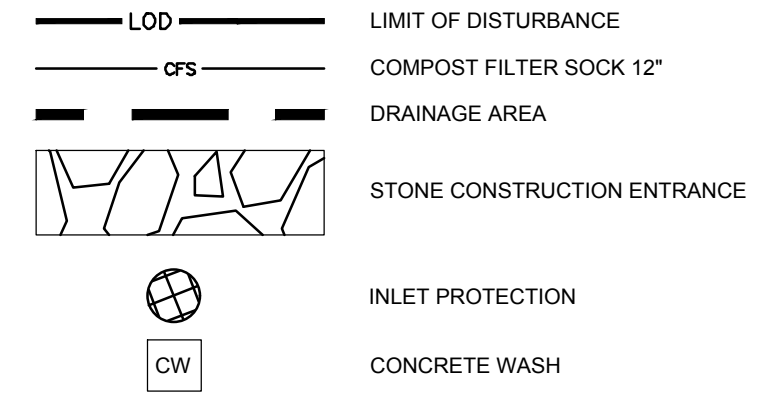 LOD LIMIT OF DISTURBANCE
CFS COMPOST FILTER SOCK 12"
DRAINAGE AREA
STONE CONSTRUCTION ENTRANCE
INLET PROTECTION
CW CONCRETE WASH